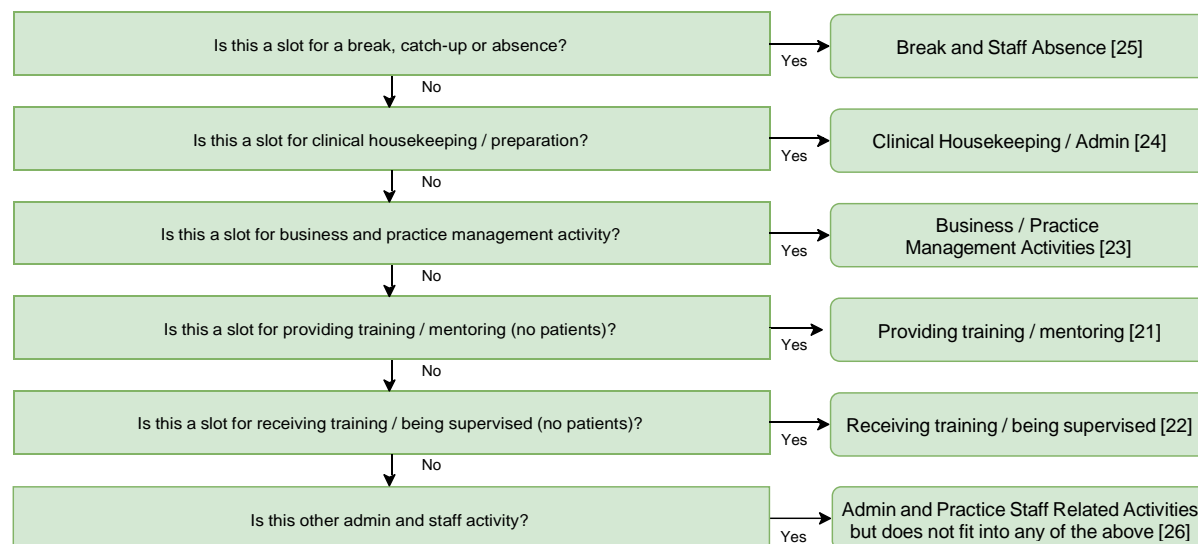 Is this a slot for a break, catch-up or absence?
Yes
Break and Staff Absence [25]
No
Is this a slot for clinical housekeeping / preparation?
Yes
Clinical Housekeeping / Admin [24]
No
Is this a slot for business and practice management activity?
Yes
Business / Practice
Management Activities [23]
No
Is this a slot for providing training / mentoring (no patients)?
Yes
Providing training / mentoring [21]
No
Is this a slot for receiving training / being supervised (no patients)?
Yes
Receiving training / being supervised [22]
No
Is this other admin and staff activity?
Yes
Admin and Practice Staff Related Activities
but does not fit into any of the above [26]